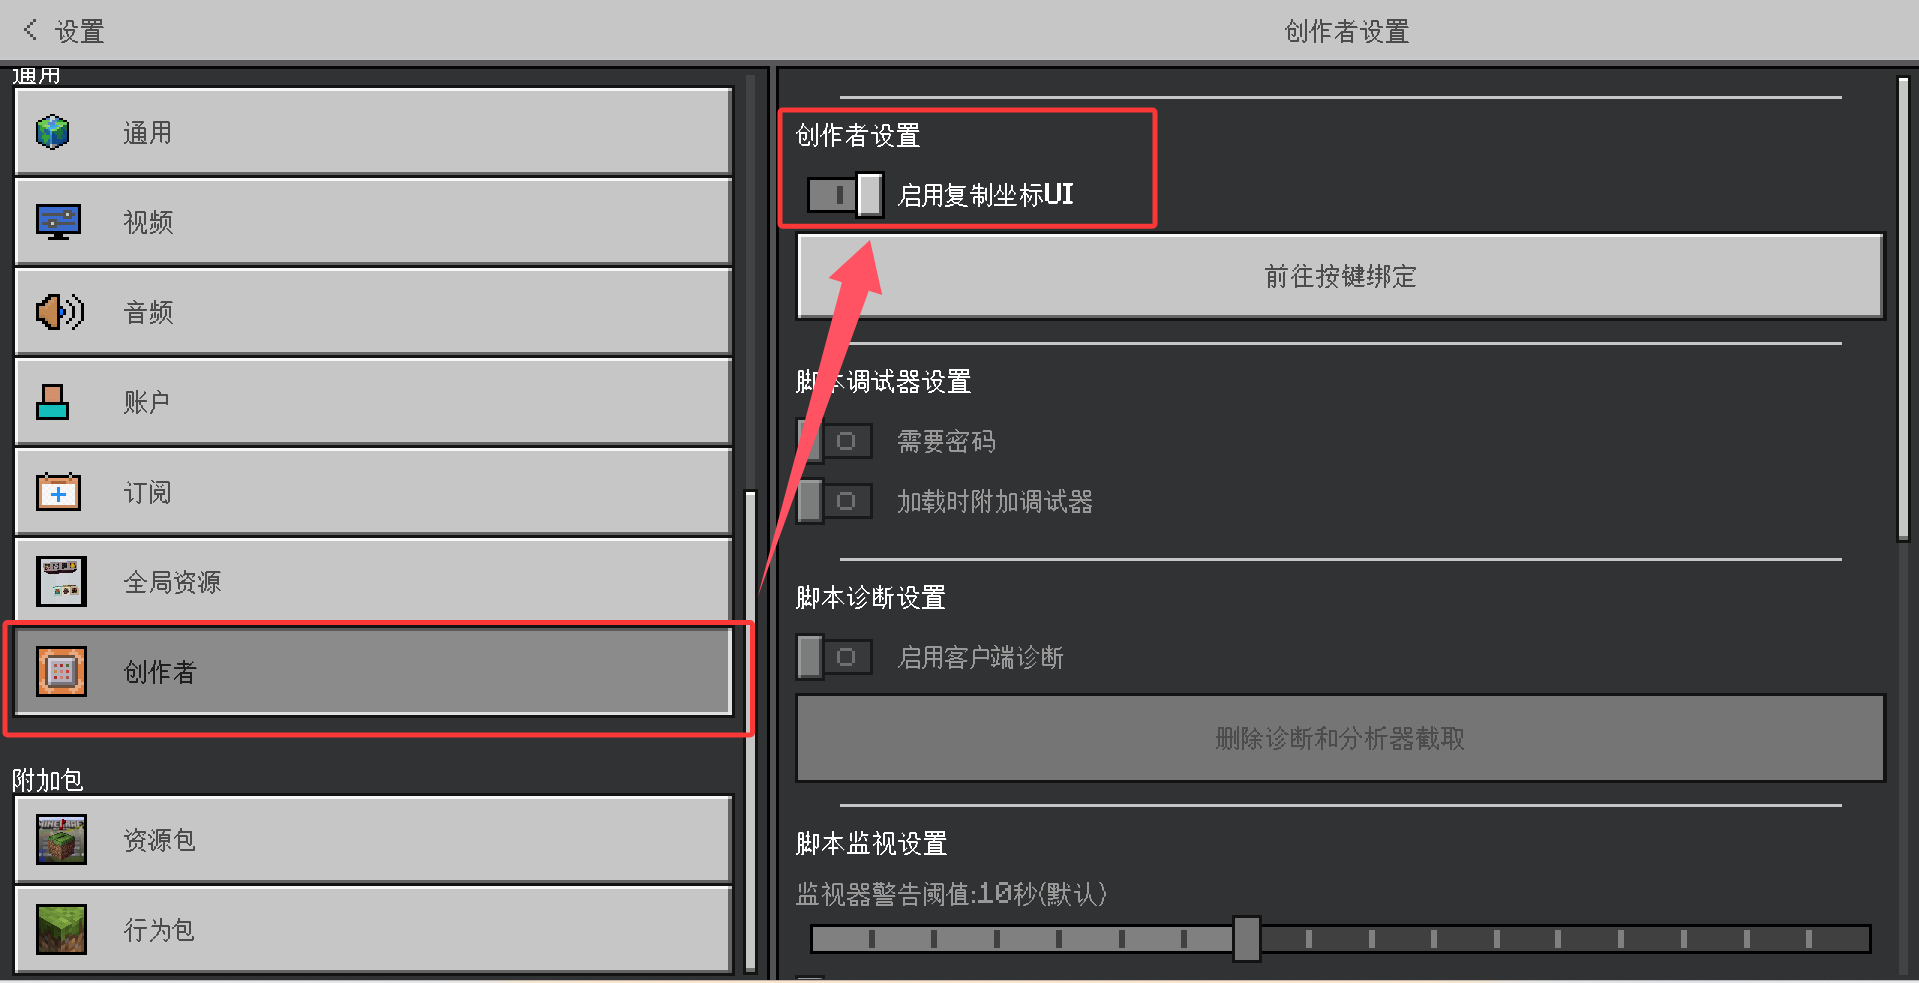 设置
创作者设置
通用
通用
视频
音频
账户
订阅
全局资源
创作者
附加包
资源包
行为包
创作者设置
启用复制坐标UI
前往按键绑定
脚本调试器设置
需要密码
加载时附加调试器
脚本诊断设置
启用客户端诊断
删除诊断和分析器截取
脚本监视设置
监视器警告阈值:10秒(默认)